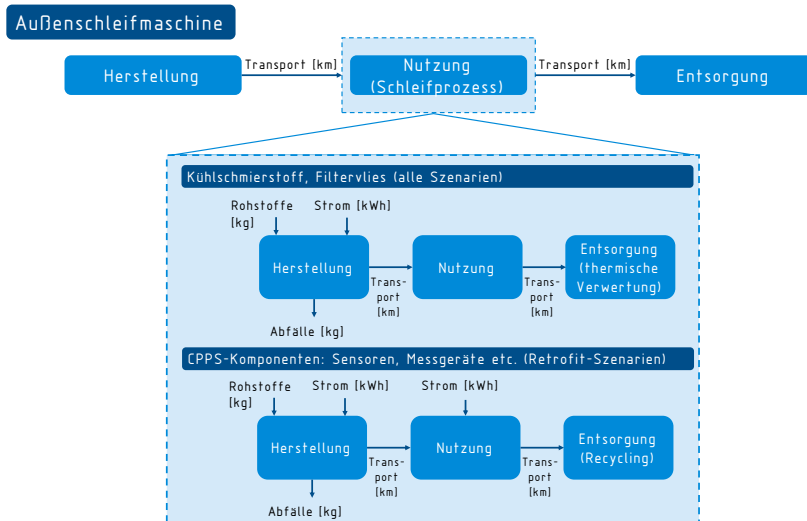 Außenschleifmaschine
Herstellung
Transport [km]
Nutzung
(Schleifprozess)
Transport [km]
Entsorgung
Kühlschmierstoff, Filtervlies (alle Szenarien)
Rohstoffe
[kg]
Strom [kWh]
Herstellung
Trans-
port
[km]
Nutzung
Trans-
port
[km]
Entsorgung
(thermische
Verwertung)
Abfälle [kg]
CPPS-Komponenten: Sensoren, Messgeräte etc. (Retrofit-Szenarien)
Rohstoffe
[kg]
Strom [kWh]
Strom [kWh]
Herstellung
Trans-
port
[km]
Nutzung
Trans-
port
[km]
Entsorgung
(Recycling)
Abfälle [kg]